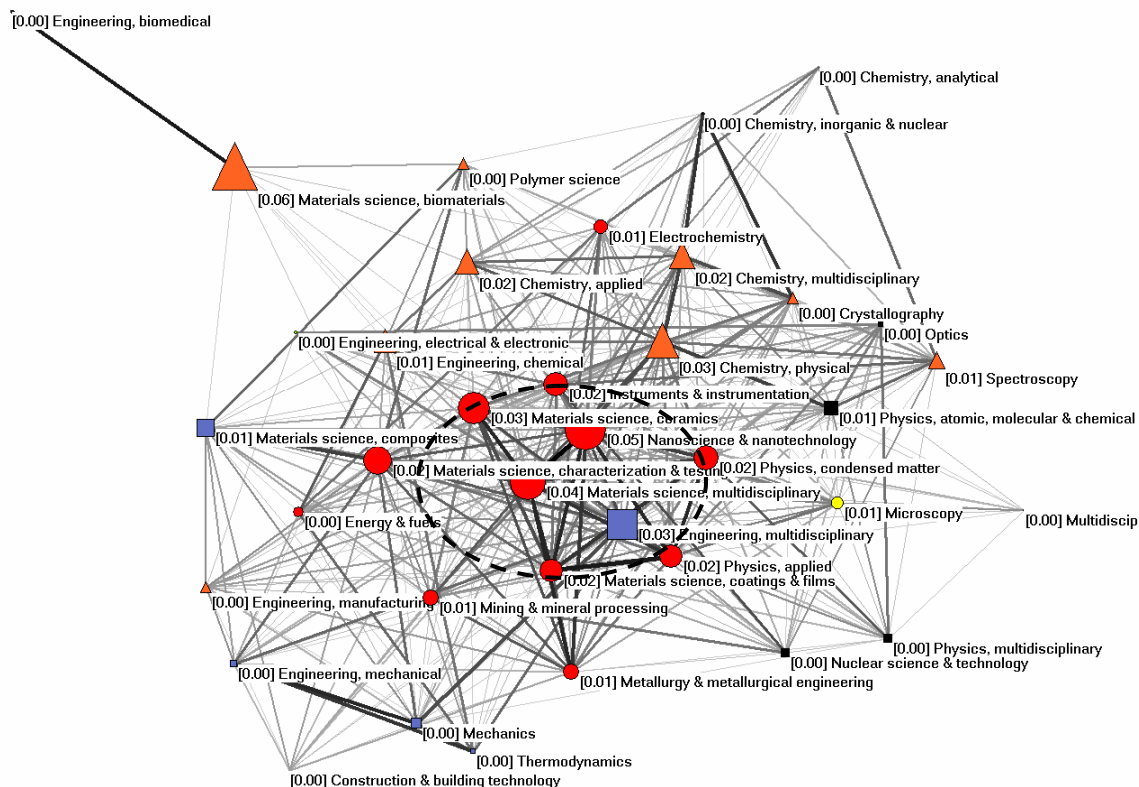 [0.00] Engineering, biomedical
[0.00] Chemistry, analytical
[0.00] Chemistry, inorganic & nuclear
[0.00] Polymer science
[0.06] Materials science, biomaterials
[0.01] Electrochemistry
[0.02] Chemistry, applied
[0.02] Chemistry, multidisciplinary
[0.00] Crystallography
[0.00] Optics
[0.00] Engineering, electrical & electronic
[0.01] Engineering, chemical
[0.03] Chemistry, physical
[0.01] Spectroscopy
[0.02] Instruments & instrumentation
[0.03] Materials science, ceramics
[0.01] Physics, atomic, molecular & chemical
[0.01] Materials science, composites
[0.05] Nanoscience & nanotechnology
[0.02] Materials science, characterization & testing
[0.02] Physics, condensed matter
[0.04] Materials science, multidisciplinary
[0.01] Microscopy
[0.00] Multidiscip
[0.00] Energy & fuels
[0.03] Engineering, multidisciplinary
[0.02] Physics, applied
[0.02] Materials science, coatings & films
[0.00] Engineering, manufacturing
[0.01] Mining & mineral processing
[0.00] Physics, multidisciplinary
[0.00] Nuclear science & technology
[0.00] Engineering, mechanical
[0.01] Metallurgy & metallurgical engineering
[0.00] Mechanics
[0.00] Thermodynamics
[0.00] Construction & building technology